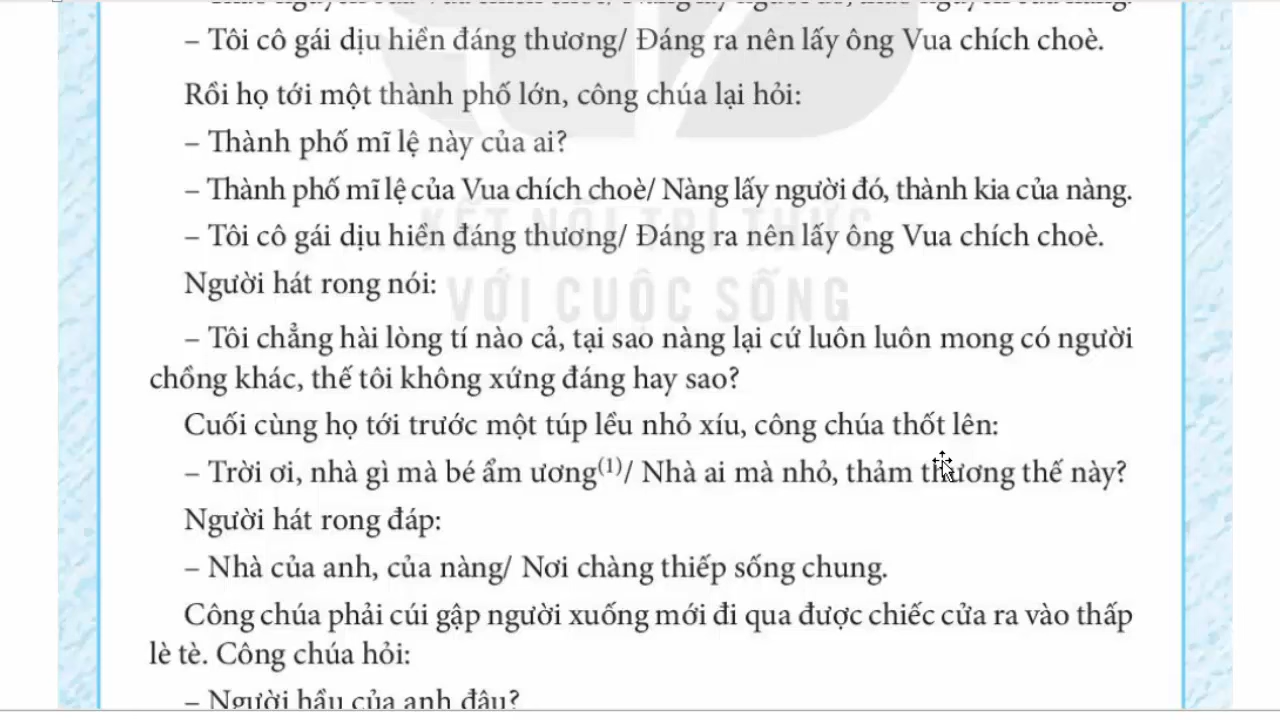 – Tôi cô gái dịu hiền đáng thương/ Đáng ra nên lấy ông Vua chích choè.
Rồi họ tới một thành phố lớn, công chúa lại hỏi:
– Thành phố mĩ lệ này của ai?
– Thành phố mĩ lệ của Vua chích choè/ Nàng lấy người đó, thành kia của nàng.
KẾT NỐI TRI THỨC
– Tôi cô gái dịu hiền đáng thương/ Đáng ra nên lấy ông Vua chích choè.
Người hát rong nói:
VỚI CUỘC SỐNG
– Tôi chẳng hài lòng tí nào cả, tại sao nàng lại cứ luôn luôn mong có người
chồng khác, thế tôi không xứng đáng hay sao?
Cuối cùng họ tới trước một túp lều nhỏ xíu, công chúa thốt lên:
– Trời ơi, nhà gì mà bé ẩm ương(1)/ Nhà ai mà nhỏ, thảm thương thế này?
Người hát rong đáp:
– Nhà của anh, của nàng/ Nơi chàng thiếp sống chung.
Công chúa phải cúi gập người xuống mới đi qua được chiếc cửa ra vào thấp
lè tè. Công chúa hỏi:
– Người hầu của anh đâu?